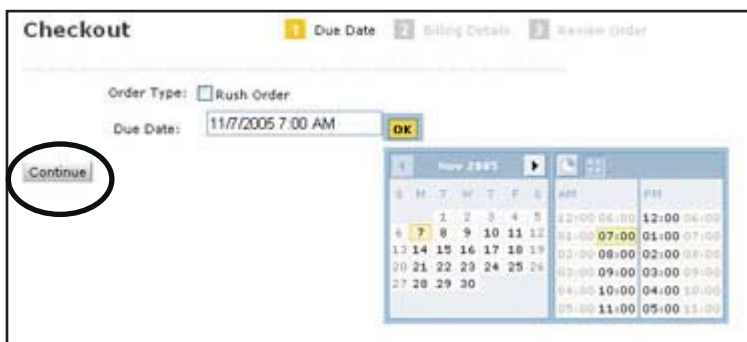 Checkout 1 Due Date 2 Billing Details 3 Review Order
Order Type: Rush Order
Due Date: 11/7/2005 7:00 AM OK
Continue
Nov 2005
S M T W T F S AM PM
1 2 3 4 5 12:00 06:00 12:00 06:00
6 7 8 9 10 11 12 01:00 07:00 01:00 07:00
13 14 15 16 17 18 19 02:00 08:00 02:00 08:00
20 21 22 23 24 25 26 03:00 09:00 03:00 09:00
27 28 29 30 04:00 10:00 04:00 10:00
05:00 11:00 05:00 11:00